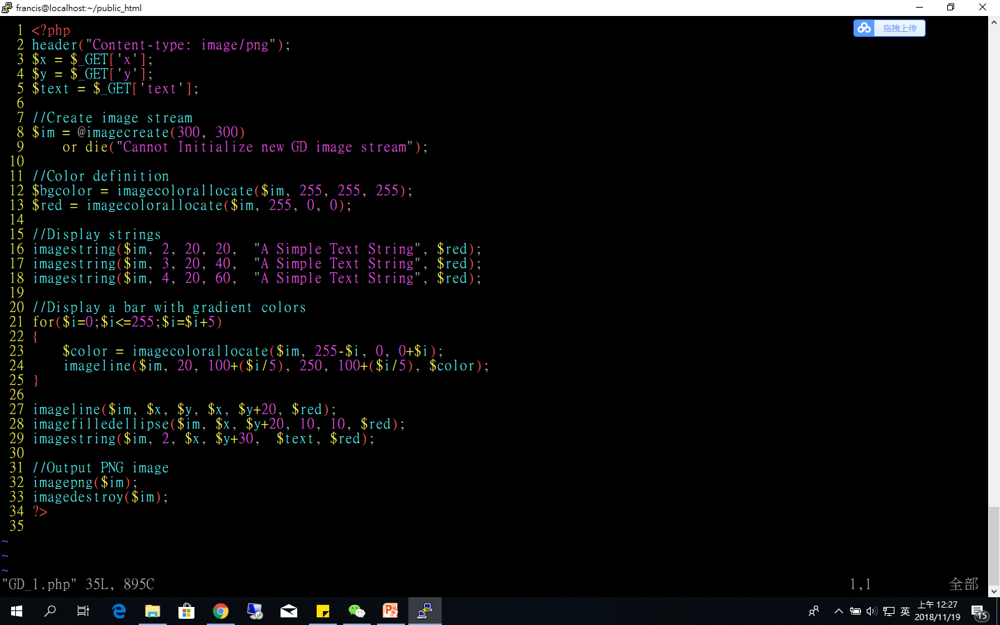 francis@localhost:~/public_html
拖拽上传
1 <?php
2 header("Content-type: image/png");
3 $x = $_GET['x'];
4 $y = $_GET['y'];
5 $text = $_GET['text'];
6
7 //Create image stream
8 $im = @imagecreate(300, 300)
9     or die("Cannot Initialize new GD image stream");
10
11 //Color definition
12 $bgcolor = imagecolorallocate($im, 255, 255, 255);
13 $red = imagecolorallocate($im, 255, 0, 0);
14
15 //Display strings
16 imagestring($im, 2, 20, 20,  "A Simple Text String", $red);
17 imagestring($im, 3, 20, 40,  "A Simple Text String", $red);
18 imagestring($im, 4, 20, 60,  "A Simple Text String", $red);
19
20 //Display a bar with gradient colors
21 for($i=0;$i<=255;$i=$i+5)
22 {
23     $color = imagecolorallocate($im, 255-$i, 0, 0+$i);
24     imageline($im, 20, 100+($i/5), 250, 100+($i/5), $color);
25 }
26
27 imageline($im, $x, $y, $x, $y+20, $red);
28 imagefilledellipse($im, $x, $y+20, 10, 10, $red);
29 imagestring($im, 2, $x, $y+30,  $text, $red);
30
31 //Output PNG image
32 imagepng($im);
33 imagedestroy($im);
34 ?>
35
~
~
~
"GD_1.php" 35L, 895C 1,1 全部
英
上午 12:27
2018/11/19
15